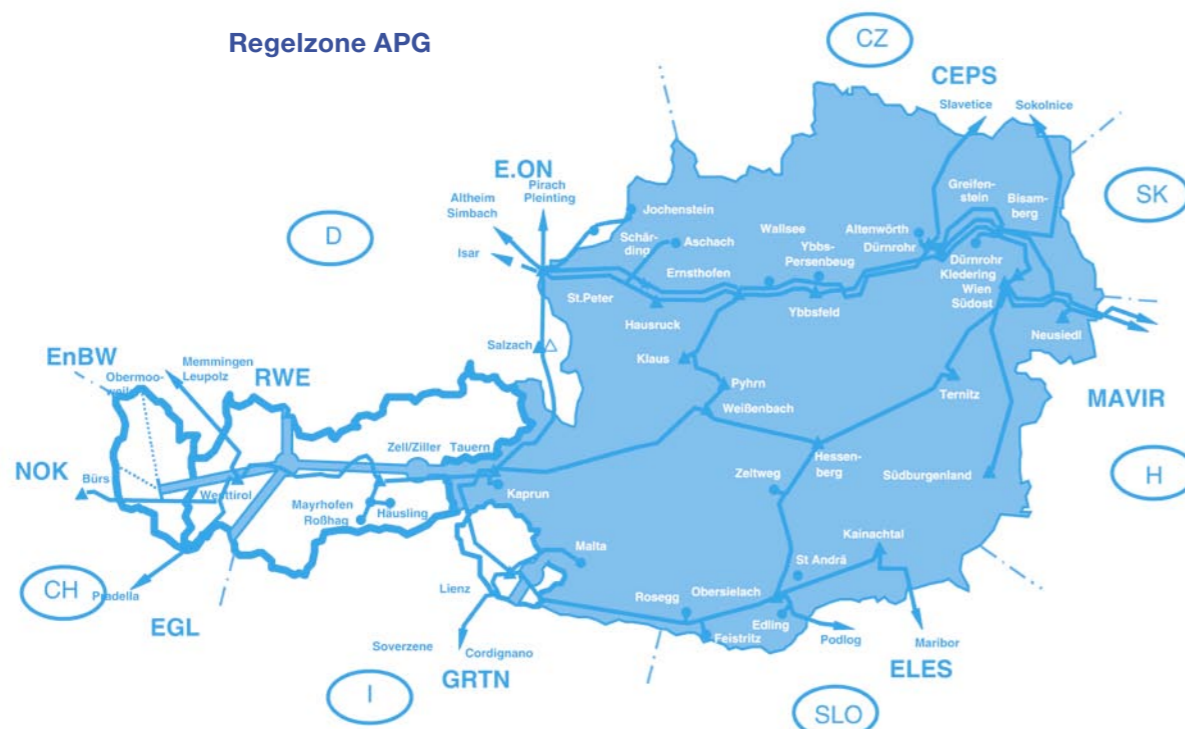 Regelzone APG
CZ
CEPS
Slavetice
Sokolnice
SK
E.ON
Pirach
Pleinting
Altheim
Simbach
Isar
D
Jochenstein
Schär-
ding
Aschach
Wallsee
Ybbs-
Persenbeug
Altenwörth
Dürnrohr
Greifen-
stein
Bisam-
berg
Ernsthofen
St.Peter
Hausruck
Ybbsfeld
Dürnrohr
Kledering
Wien
Südost
Neusiedl
Salzach
Klaus
Pyhrn
Weißenbach
Ternitz
MAVIR
H
EnBW
Memmingen
Leupolz
Obermoo-
weiler
RWE
NOK
Bürs
Westtirol
Zell/Ziller
Tauern
Kaprun
Mayrhofen
Roßhag
Häusling
Hessen-
berg
Zeltweg
Südburgenland
Kainachtal
St Andrä
Malta
Lienz
Rosegg
Obersielach
Edling
Feistritz
Podlog
Maribor
ELES
CH
Pradella
EGL
Soverzene
Cordignano
GRTN
I
SLO